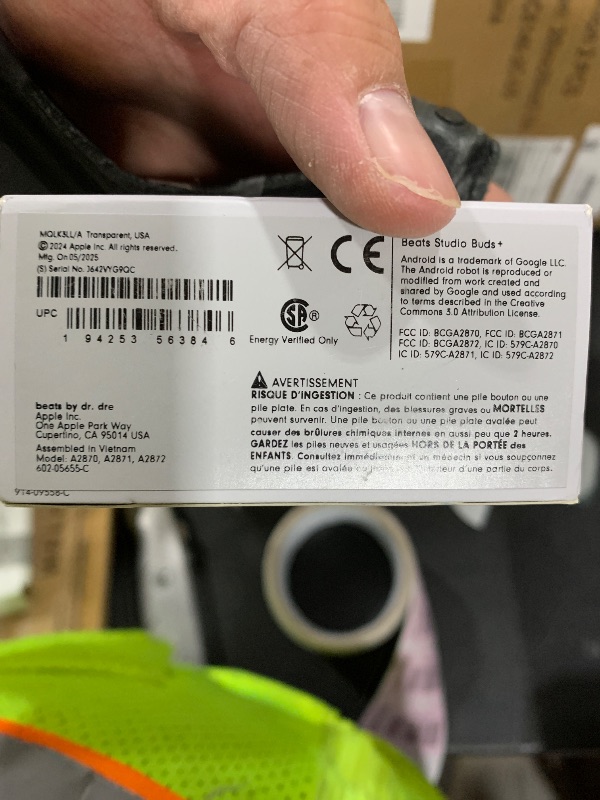 MQLK3LL/A Transparent, USA
©2024 Apple Inc. All rights reserved.
Mfg. On 05/2025
(S) Serial No. J642VYG9QC
UPC
1 94253 56384 6
beats by dr. dre
Apple Inc.
One Apple Park Way
Cupertino, CA 95014 USA
Assembled in Vietnam
Model: A2870, A2871, A2872
602-05655-C
914-09558-C
CE
SA®
Energy Verified Only
Beats Studio Buds+
Android is a trademark of Google LLC.
The Android robot is reproduced or
modified from work created and
shared by Google and used according
to terms described in the Creative
Commons 3.0 Attribution License.
FCC ID: BCGA2870, FCC ID: BCGA2871
FCC ID: BCGA2872, IC ID: 579C-A2870
IC ID: 579C-A2871, IC ID: 579C-A2872
AVERTISSEMENT
RISQUE D'INGESTION : Ce produit contient une pile bouton ou une
pile plate. En cas d'ingestion, des blessures graves ou MORTELLES
peuvent survenir. Une pile bouton ou une pile plate avalée peut
causer des brûlures chimiques internes en aussi peu que 2 heures.
GARDEZ les piles neuves et usagées HORS DE LA PORTÉE des
ENFANTS. Consultez immédiatement un médecin si vous soupçonnez
qu'une pile est avalée ou d'une partie du corps.